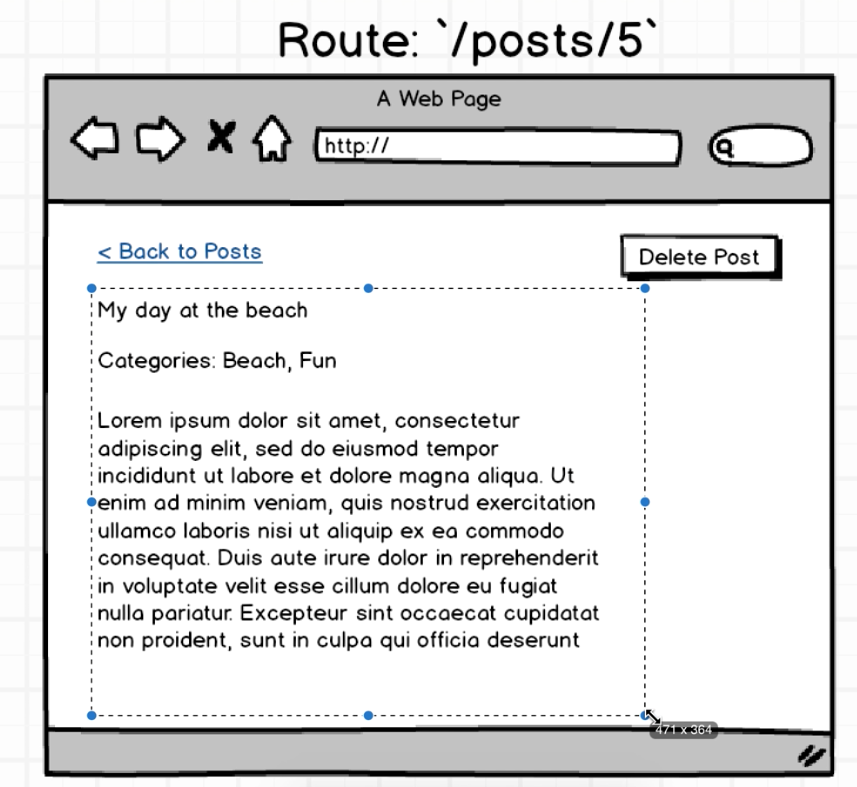 Route: `/posts/5`
A Web Page
http://
< Back to Posts
Delete Post
My day at the beach
Categories: Beach, Fun
Lorem ipsum dolor sit amet, consectetur
adipiscing elit, sed do eiusmod tempor
incididunt ut labore et dolore magna aliqua. Ut
enim ad minim veniam, quis nostrud exercitation
ullamco laboris nisi ut aliquip ex ea commodo
consequat. Duis aute irure dolor in reprehenderit
in voluptate velit esse cillum dolore eu fugiat
nulla pariatur. Excepteur sint occaecat cupidatat
non proident, sunt in culpa qui officia deserunt
471 x 364